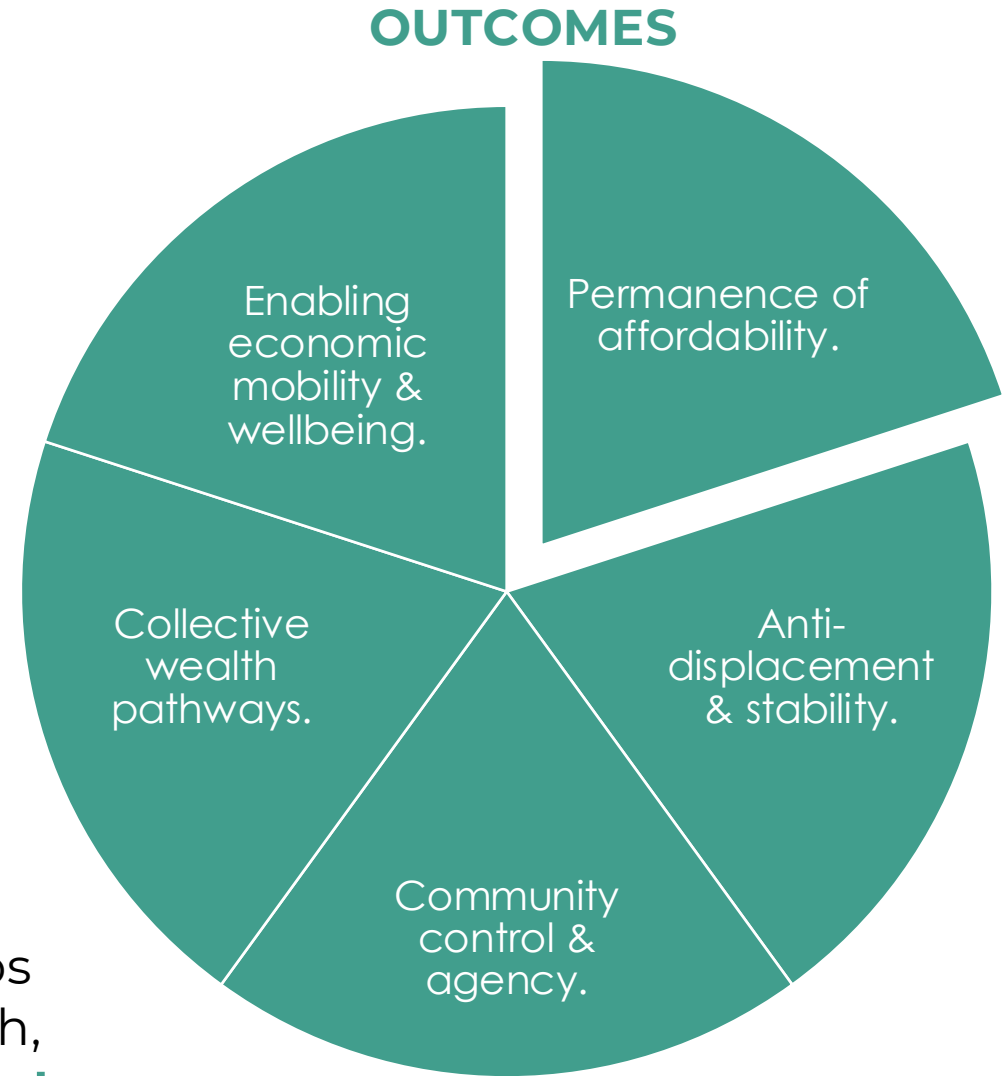 OUTCOMES
Permanence of
affordability.
Enabling
economic
mobility &
wellbeing.
Anti-
displacement
& stability.
Collective
wealth
pathways.
Community
control &
agency.